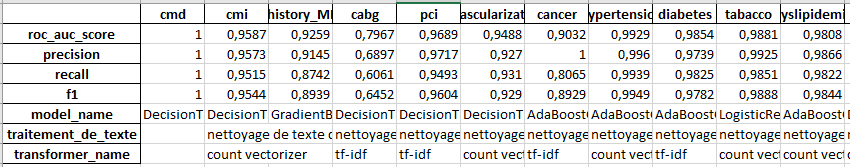 cmd cmi history_MI cabg pci ascularizat cancer ypertensio diabetes tabacco yslipidemi
roc_auc_score 1 0,9587 0,9259 0,7967 0,9689 0,9488 0,9032 0,9929 0,9854 0,9881 0,9808
precision 1 0,9573 0,9145 0,6897 0,9717 0,927 1 0,996 0,9739 0,9925 0,9866
recall 1 0,9515 0,8742 0,6061 0,9493 0,931 0,8065 0,9939 0,9825 0,9851 0,9822
f1 1 0,9544 0,8939 0,6452 0,9604 0,929 0,8929 0,9949 0,9782 0,9888 0,9844
model_name DecisionT DecisionT GradientB DecisionT DecisionT DecisionT AdaBoost AdaBoost AdaBoost LogisticRe AdaBoost
traitement_de_texte nettoyage de texte c nettoyage nettoyage nettoyage nettoyage nettoyage nettoyage nettoyage nettoyage
transformer_name count vectorizer tf-idf tf-idf count vect tf-idf count vect tf-idf count vect count vect